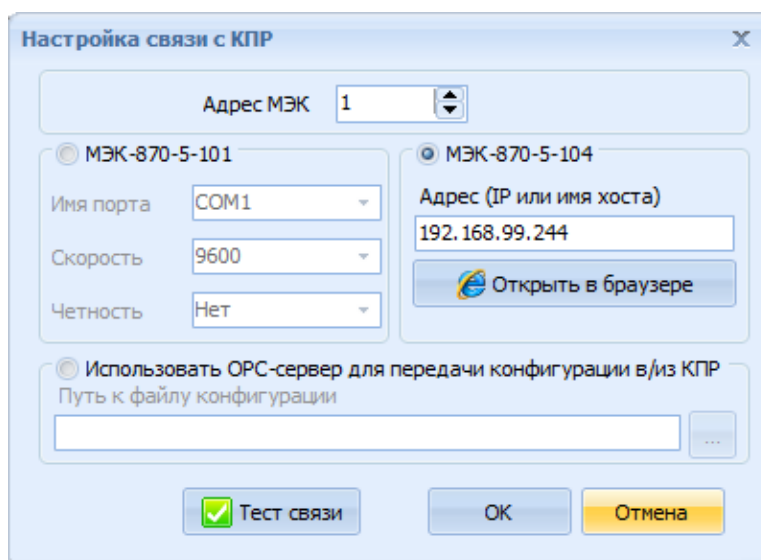 Настройка связи с КПР
Адрес МЭК 1
МЭК-870-5-101
Имя порта COM1
Скорость 9600
Четность Нет
МЭК-870-5-104
Адрес (IP или имя хоста)
192.168.99.244
Открыть в браузере
Использовать OPC-сервер для передачи конфигурации в/из КПР
Путь к файлу конфигурации
...
Тест связи OK Отмена